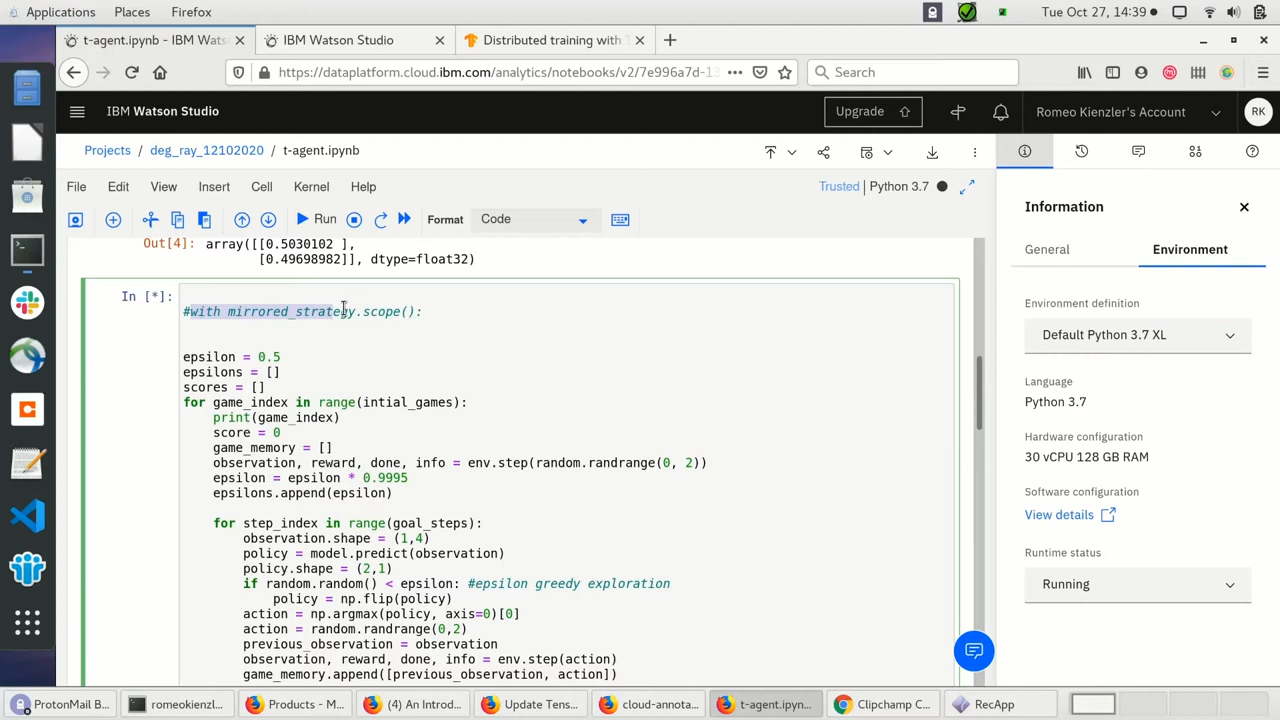 Applications Places Firefox Tue Oct 27, 14:39
t-agent.ipynb - IBM Wats IBM Watson Studio Distributed training with T
https://dataplatform.cloud.ibm.com/analytics/notebooks/v2/7e996a7d-13 Search
IBM Watson Studio Upgrade Romeo Kienzler's Account RK
Projects / deg_ray_12102020 / t-agent.ipynb
File Edit View Insert Cell Kernel Help Trusted | Python 3.7
Run Format Code
Out[4]: array([[0.5030102 ],
[0.49698982]], dtype=float32)
In [*]:
#with mirrored_strategy.scope():
epsilon = 0.5
epsilons = []
scores = []
for game_index in range(intial_games):
print(game_index)
score = 0
game_memory = []
observation, reward, done, info = env.step(random.randrange(0, 2))
epsilon = epsilon * 0.9995
epsilons.append(epsilon)
for step_index in range(goal_steps):
observation.shape = (1,4)
policy = model.predict(observation)
policy.shape = (2,1)
if random.random() < epsilon: #epsilon greedy exploration
policy = np.flip(policy)
action = np.argmax(policy, axis=0)[0]
action = random.randrange(0,2)
previous_observation = observation
observation, reward, done, info = env.step(action)
game_memory.append([previous_observation, action])
Information
General Environment
Environment definition
Default Python 3.7 XL
Language
Python 3.7
Hardware configuration
30 vCPU 128 GB RAM
Software configuration
View details
Runtime status
Running
ProtonMail B... romeokienzl... Products - M... (4) An Introd... Update Tens... cloud-annota... t-agent.ipyn... Clipchamp C... RecApp